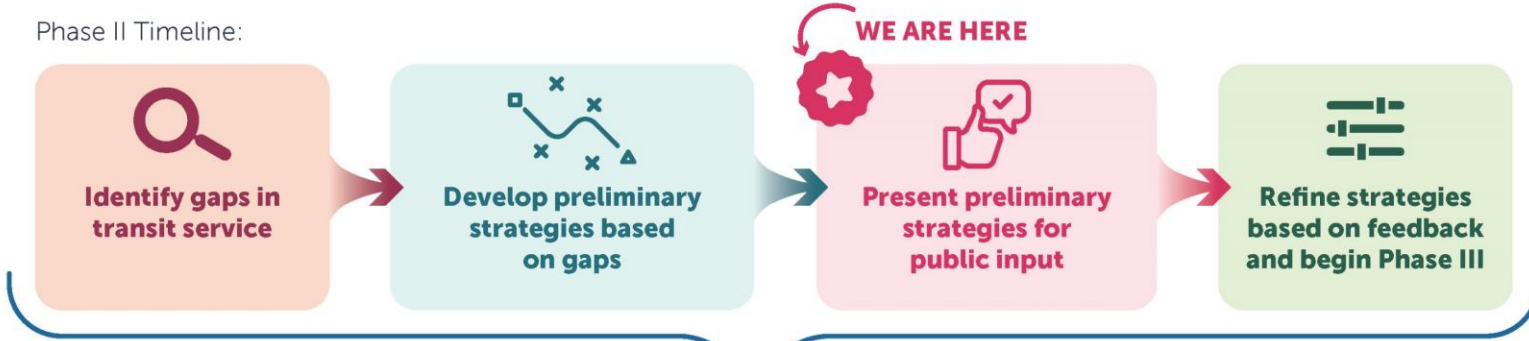 Phase II Timeline:
WE ARE HERE
Identify gaps in
transit service
Develop preliminary
strategies based
on gaps
Present preliminary
strategies for
public input
Refine strategies
based on feedback
and begin Phase III